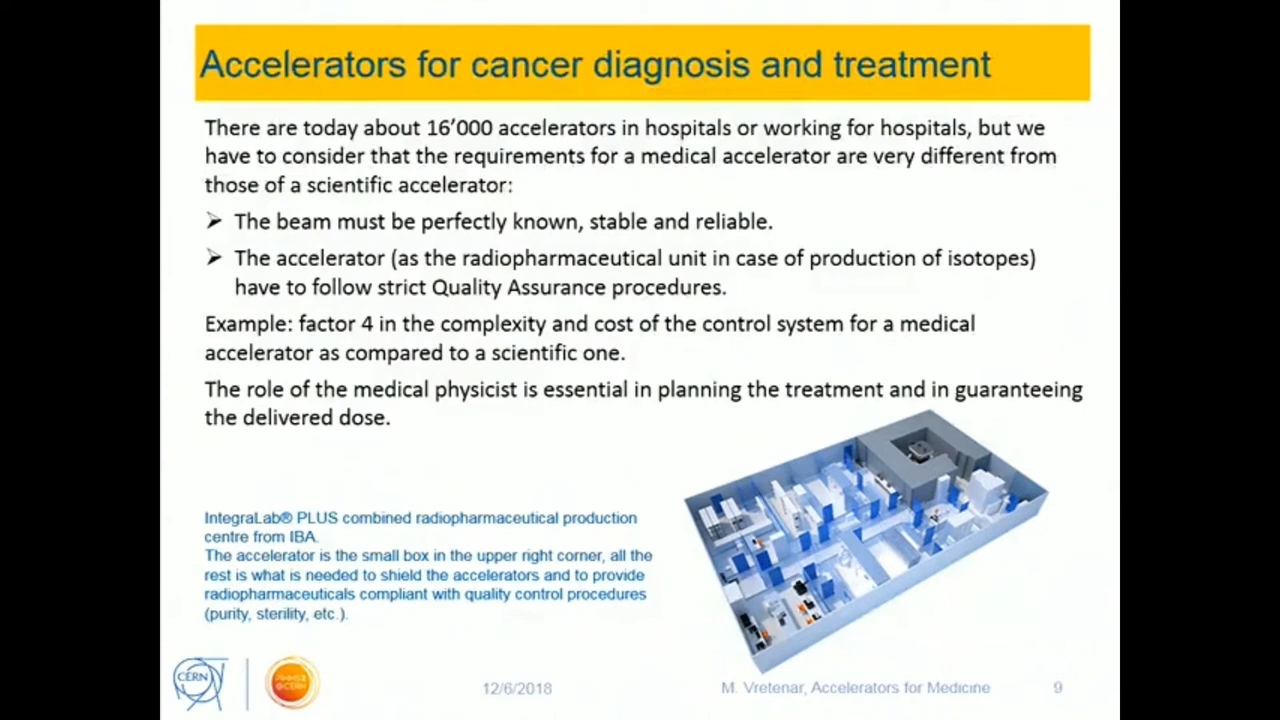 Accelerators for cancer diagnosis and treatment
There are today about 16’000 accelerators in hospitals or working for hospitals, but we
have to consider that the requirements for a medical accelerator are very different from
those of a scientific accelerator:
➢ The beam must be perfectly known, stable and reliable.
➢ The accelerator (as the radiopharmaceutical unit in case of production of isotopes)
have to follow strict Quality Assurance procedures.
Example: factor 4 in the complexity and cost of the control system for a medical
accelerator as compared to a scientific one.
The role of the medical physicist is essential in planning the treatment and in guaranteeing
the delivered dose.
IntegraLab® PLUS combined radiopharmaceutical production
centre from IBA.
The accelerator is the small box in the upper right corner, all the
rest is what is needed to shield the accelerators and to provide
radiopharmaceuticals compliant with quality control procedures
(purity, sterility, etc.).
CERN
@CERN
12/6/2018
M. Vretenar, Accelerators for Medicine
9